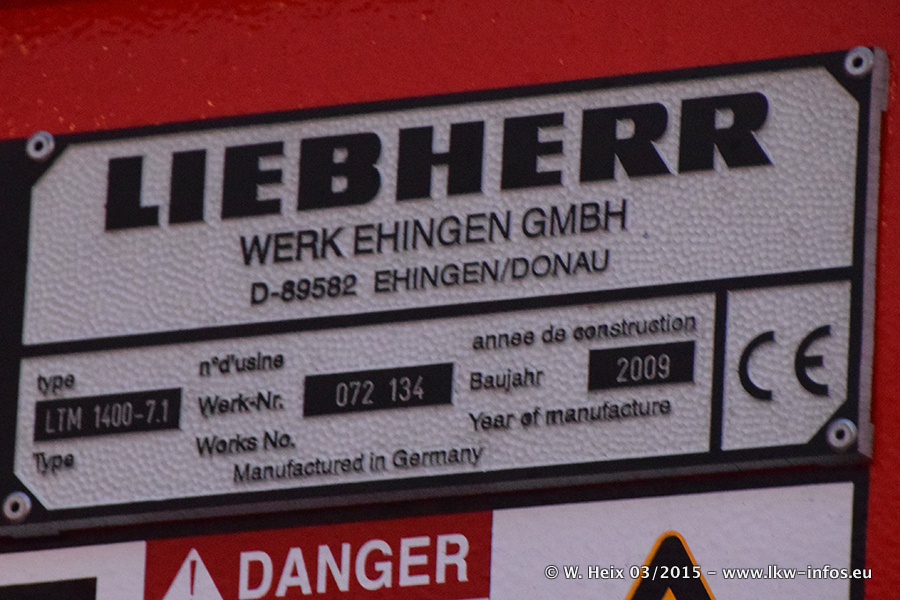 LIEBHERR
WERK EHINGEN GMBH
D-89582 EHINGEN/DONAU
type
LTM 1400-7.1
Type
n°d'usine
Werk-Nr. 072 134
Works No.
annee de construction
Baujahr 2009
Year of manufacture
Manufactured in Germany
CE
DANGER
© W. Heix 03/2015 - www.lkw-infos.eu